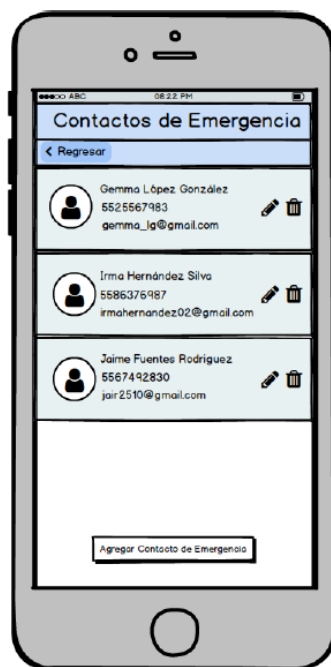 ABC 08:22 PM
Contactos de Emergencia
< Regresar
Gemma López González
5525567983
gemma_lg@gmail.com
Irma Hernández Silva
5586376987
irmahernandez02@gmail.com
Jaime Fuentes Rodriguez
5567492830
jair2510@gmail.com
Agregar Contacto de Emergencia